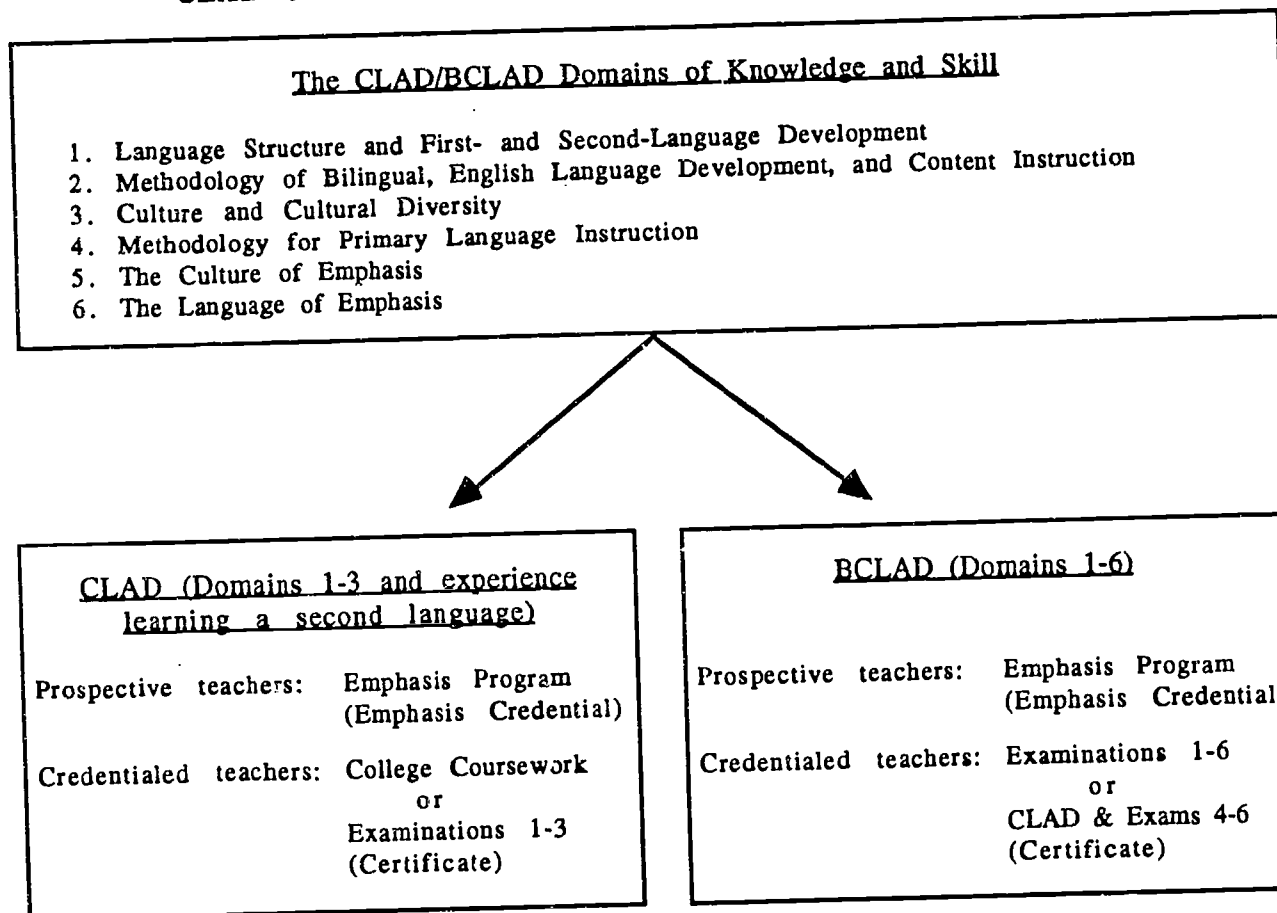 The CLAD/BCLAD Domains of Knowledge and Skill
1. Language Structure and First- and Second-Language Development
2. Methodology of Bilingual, English Language Development, and Content Instruction
3. Culture and Cultural Diversity
4. Methodology for Primary Language Instruction
5. The Culture of Emphasis
6. The Language of Emphasis
CLAD (Domains 1-3 and experience
learning a second language)
Prospective teachers: Emphasis Program
(Emphasis Credential)
Credentialed teachers: College Coursework
or
Examinations 1-3
(Certificate)
BCLAD (Domains 1-6)
Prospective teachers: Emphasis Program
(Emphasis Credential
Credentialed teachers: Examinations 1-6
or
CLAD & Exams 4-6
(Certificate)